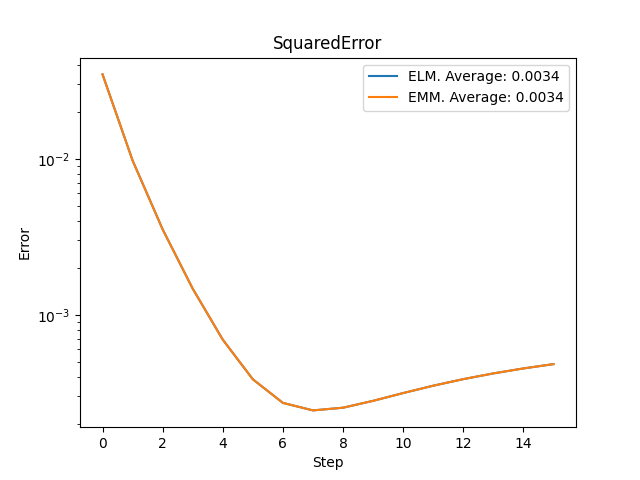 SquaredError
ELM. Average: 0.0034
EMM. Average: 0.0034
Error
10⁻²
10⁻³
0 2 4 6 8 10 12 14
Step